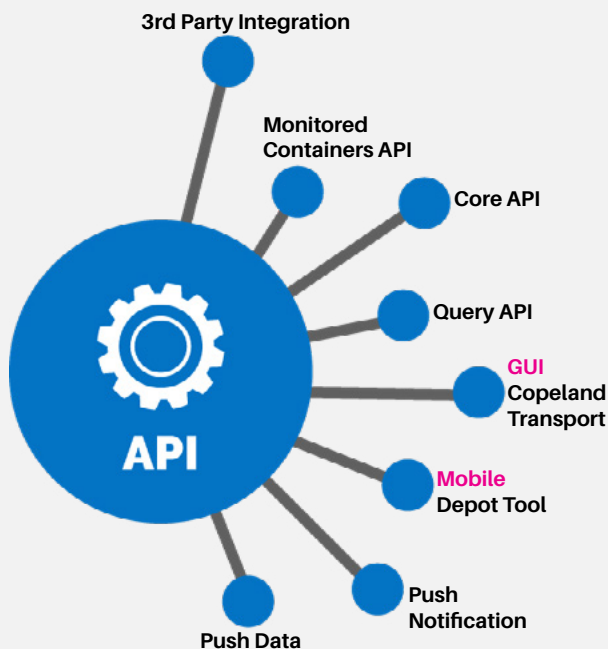 3rd Party Integration
Monitored
Containers API
Core API
Query API
GUI
Copeland
Transport
API
Mobile
Depot Tool
Push
Notification
Push Data